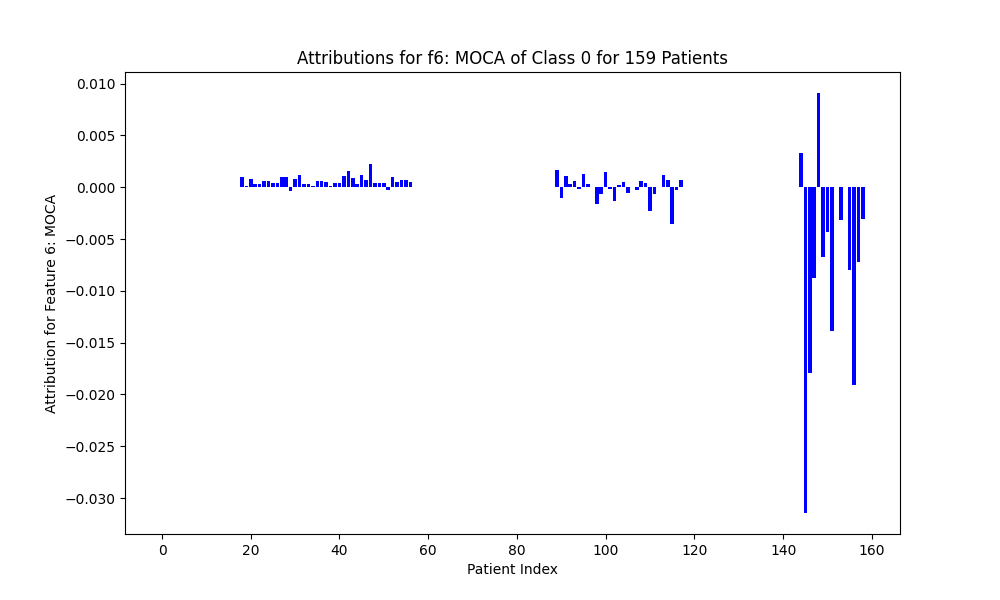 Attributions for f6: MOCA of Class 0 for 159 Patients
Attribution for Feature 6: MOCA
0.010
0.005
0.000
−0.005
−0.010
−0.015
−0.020
−0.025
−0.030
0 20 40 60 80 100 120 140 160
Patient Index